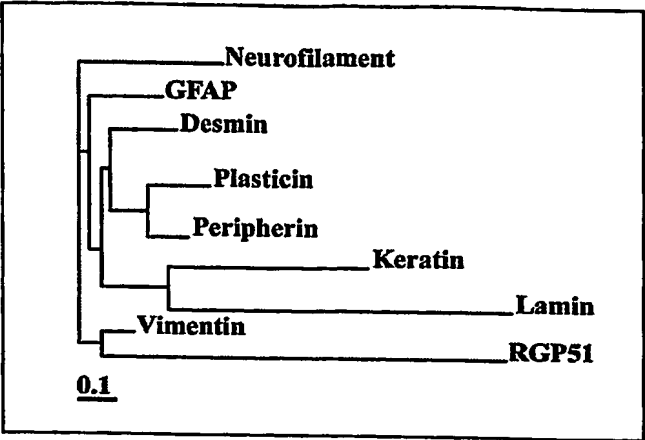 Neurofilament
GFAP
Desmin
Plasticin
Peripherin
Keratin
Lamin
Vimentin
RGP51
0.1